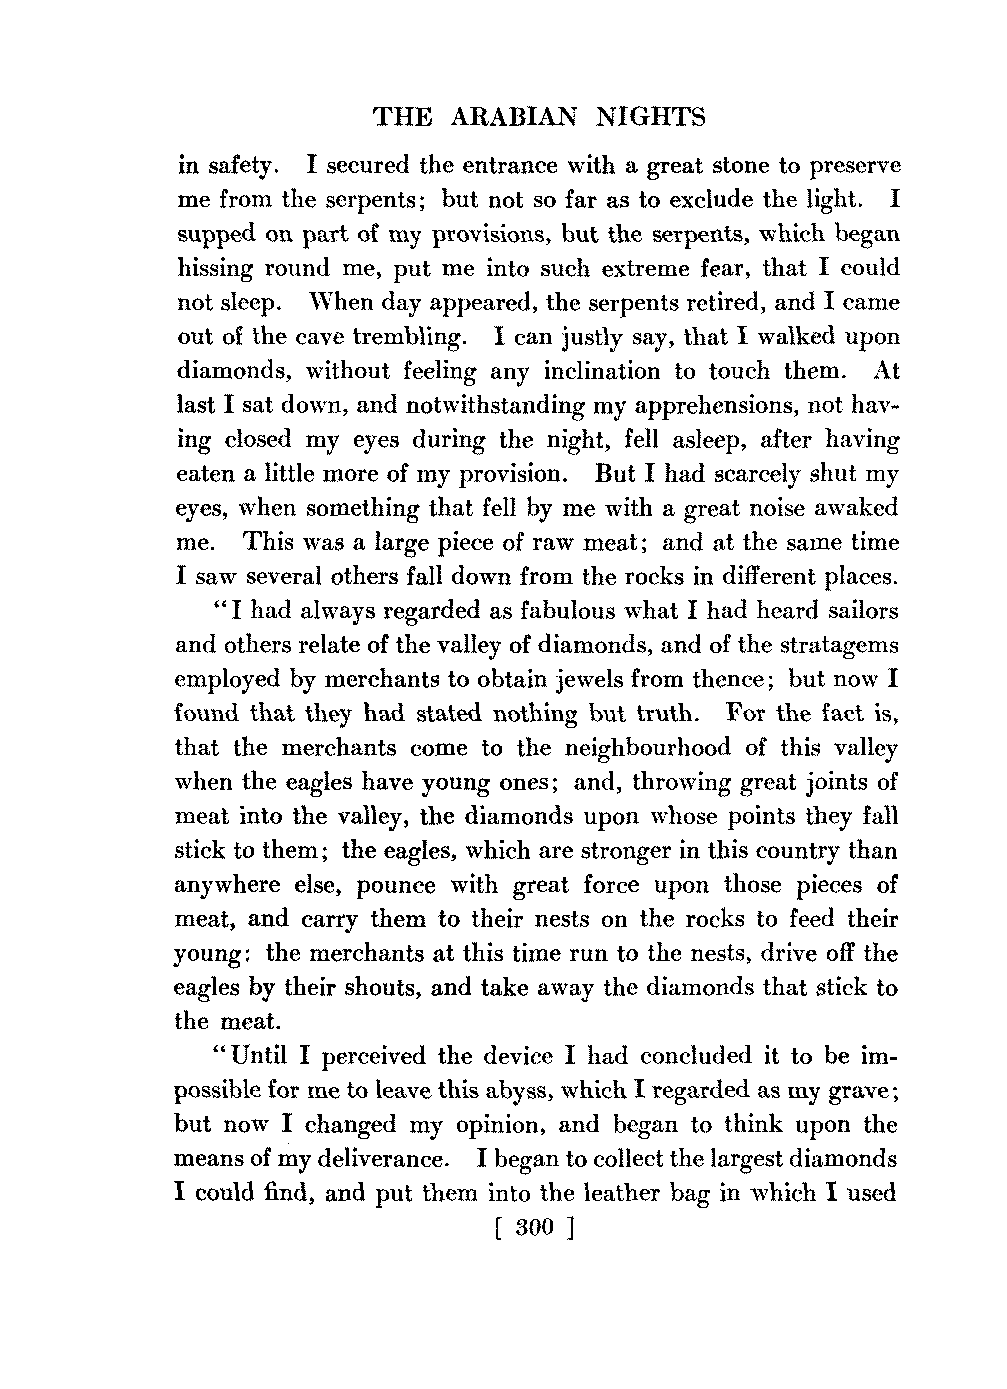 THE ARABIAN NIGHTS
in safety. I secured the entrance with a great stone to preserve
me from the serpents; but not so far as to exclude the light. I
supped on part of my provisions, but the serpents, which began
hissing round me, put me into such extreme fear, that I could
not sleep. When day appeared, the serpents retired, and I came
out of the cave trembling. I can justly say, that I walked upon
diamonds, without feeling any inclination to touch them. At
last I sat down, and notwithstanding my apprehensions, not hav-
ing closed my eyes during the night, fell asleep, after having
eaten a little more of my provision. But I had scarcely shut my
eyes, when something that fell by me with a great noise awaked
me. This was a large piece of raw meat; and at the same time
I saw several others fall down from the rocks in different places.
“I had always regarded as fabulous what I had heard sailors
and others relate of the valley of diamonds, and of the stratagems
employed by merchants to obtain jewels from thence; but now I
found that they had stated nothing but truth. For the fact is,
that the merchants come to the neighbourhood of this valley
when the eagles have young ones; and, throwing great joints of
meat into the valley, the diamonds upon whose points they fall
stick to them; the eagles, which are stronger in this country than
anywhere else, pounce with great force upon those pieces of
meat, and carry them to their nests on the rocks to feed their
young: the merchants at this time run to the nests, drive off the
eagles by their shouts, and take away the diamonds that stick to
the meat.
“Until I perceived the device I had concluded it to be im-
possible for me to leave this abyss, which I regarded as my grave;
but now I changed my opinion, and began to think upon the
means of my deliverance. I began to collect the largest diamonds
I could find, and put them into the leather bag in which I used
[ 300 ]